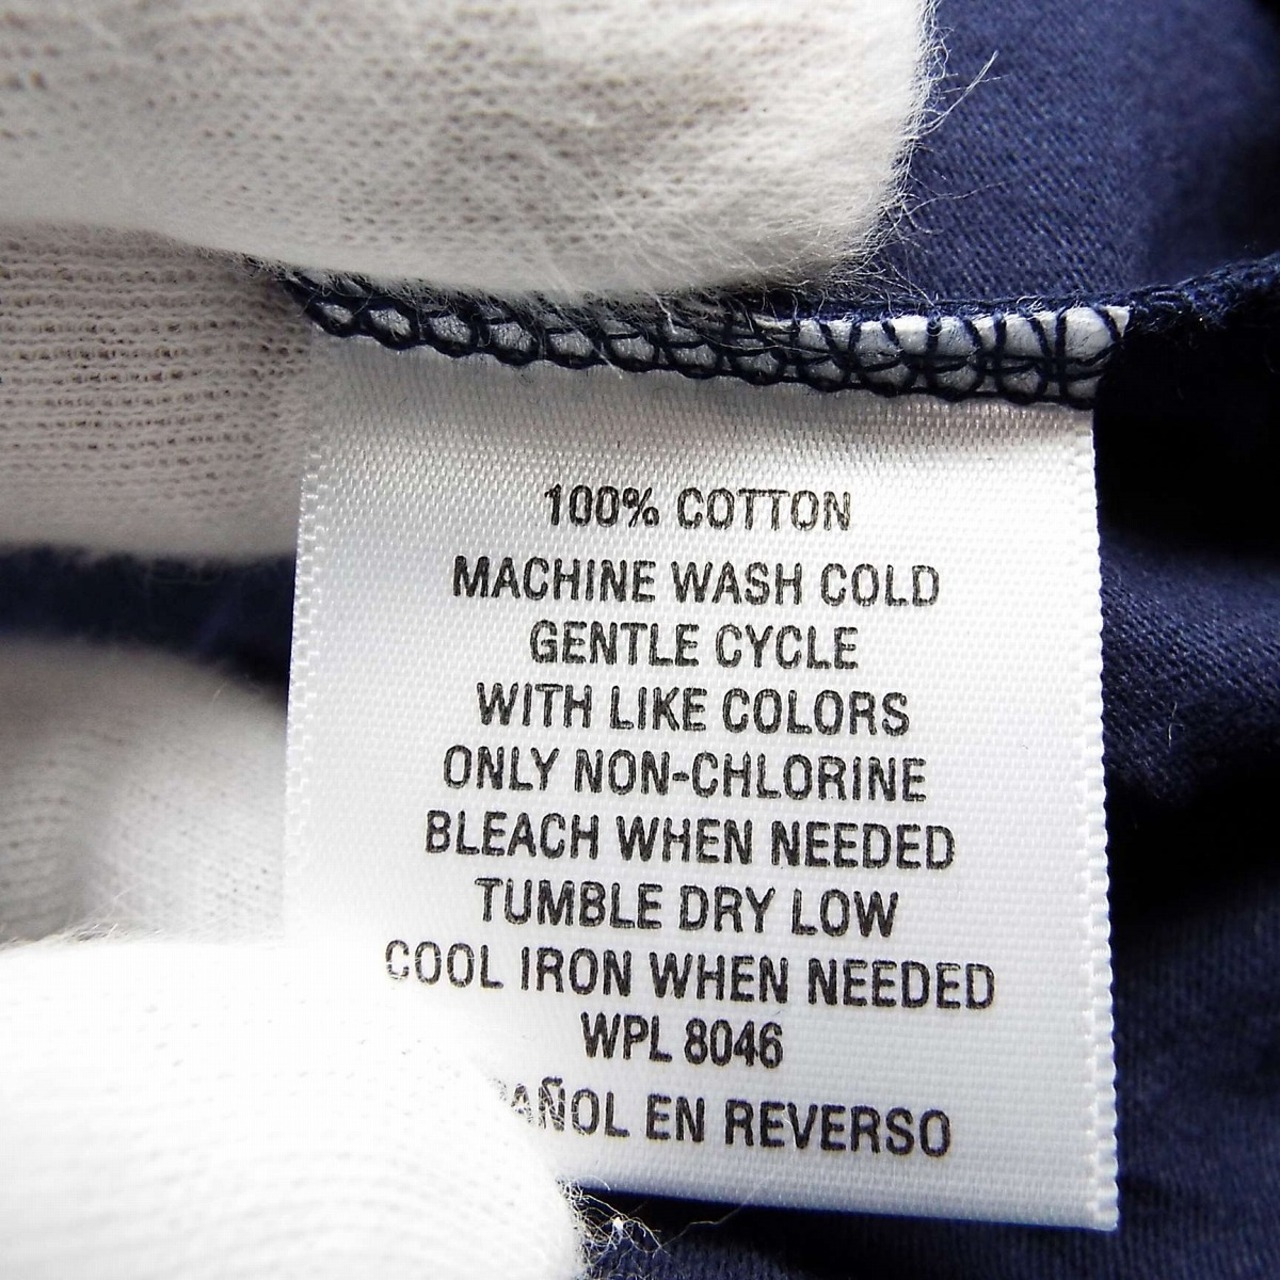 100% COTTON
MACHINE WASH COLD
GENTLE CYCLE
WITH LIKE COLORS
ONLY NON-CHLORINE
BLEACH WHEN NEEDED
TUMBLE DRY LOW
COOL IRON WHEN NEEDED
WPL 8046
AÑOL EN REVERSO